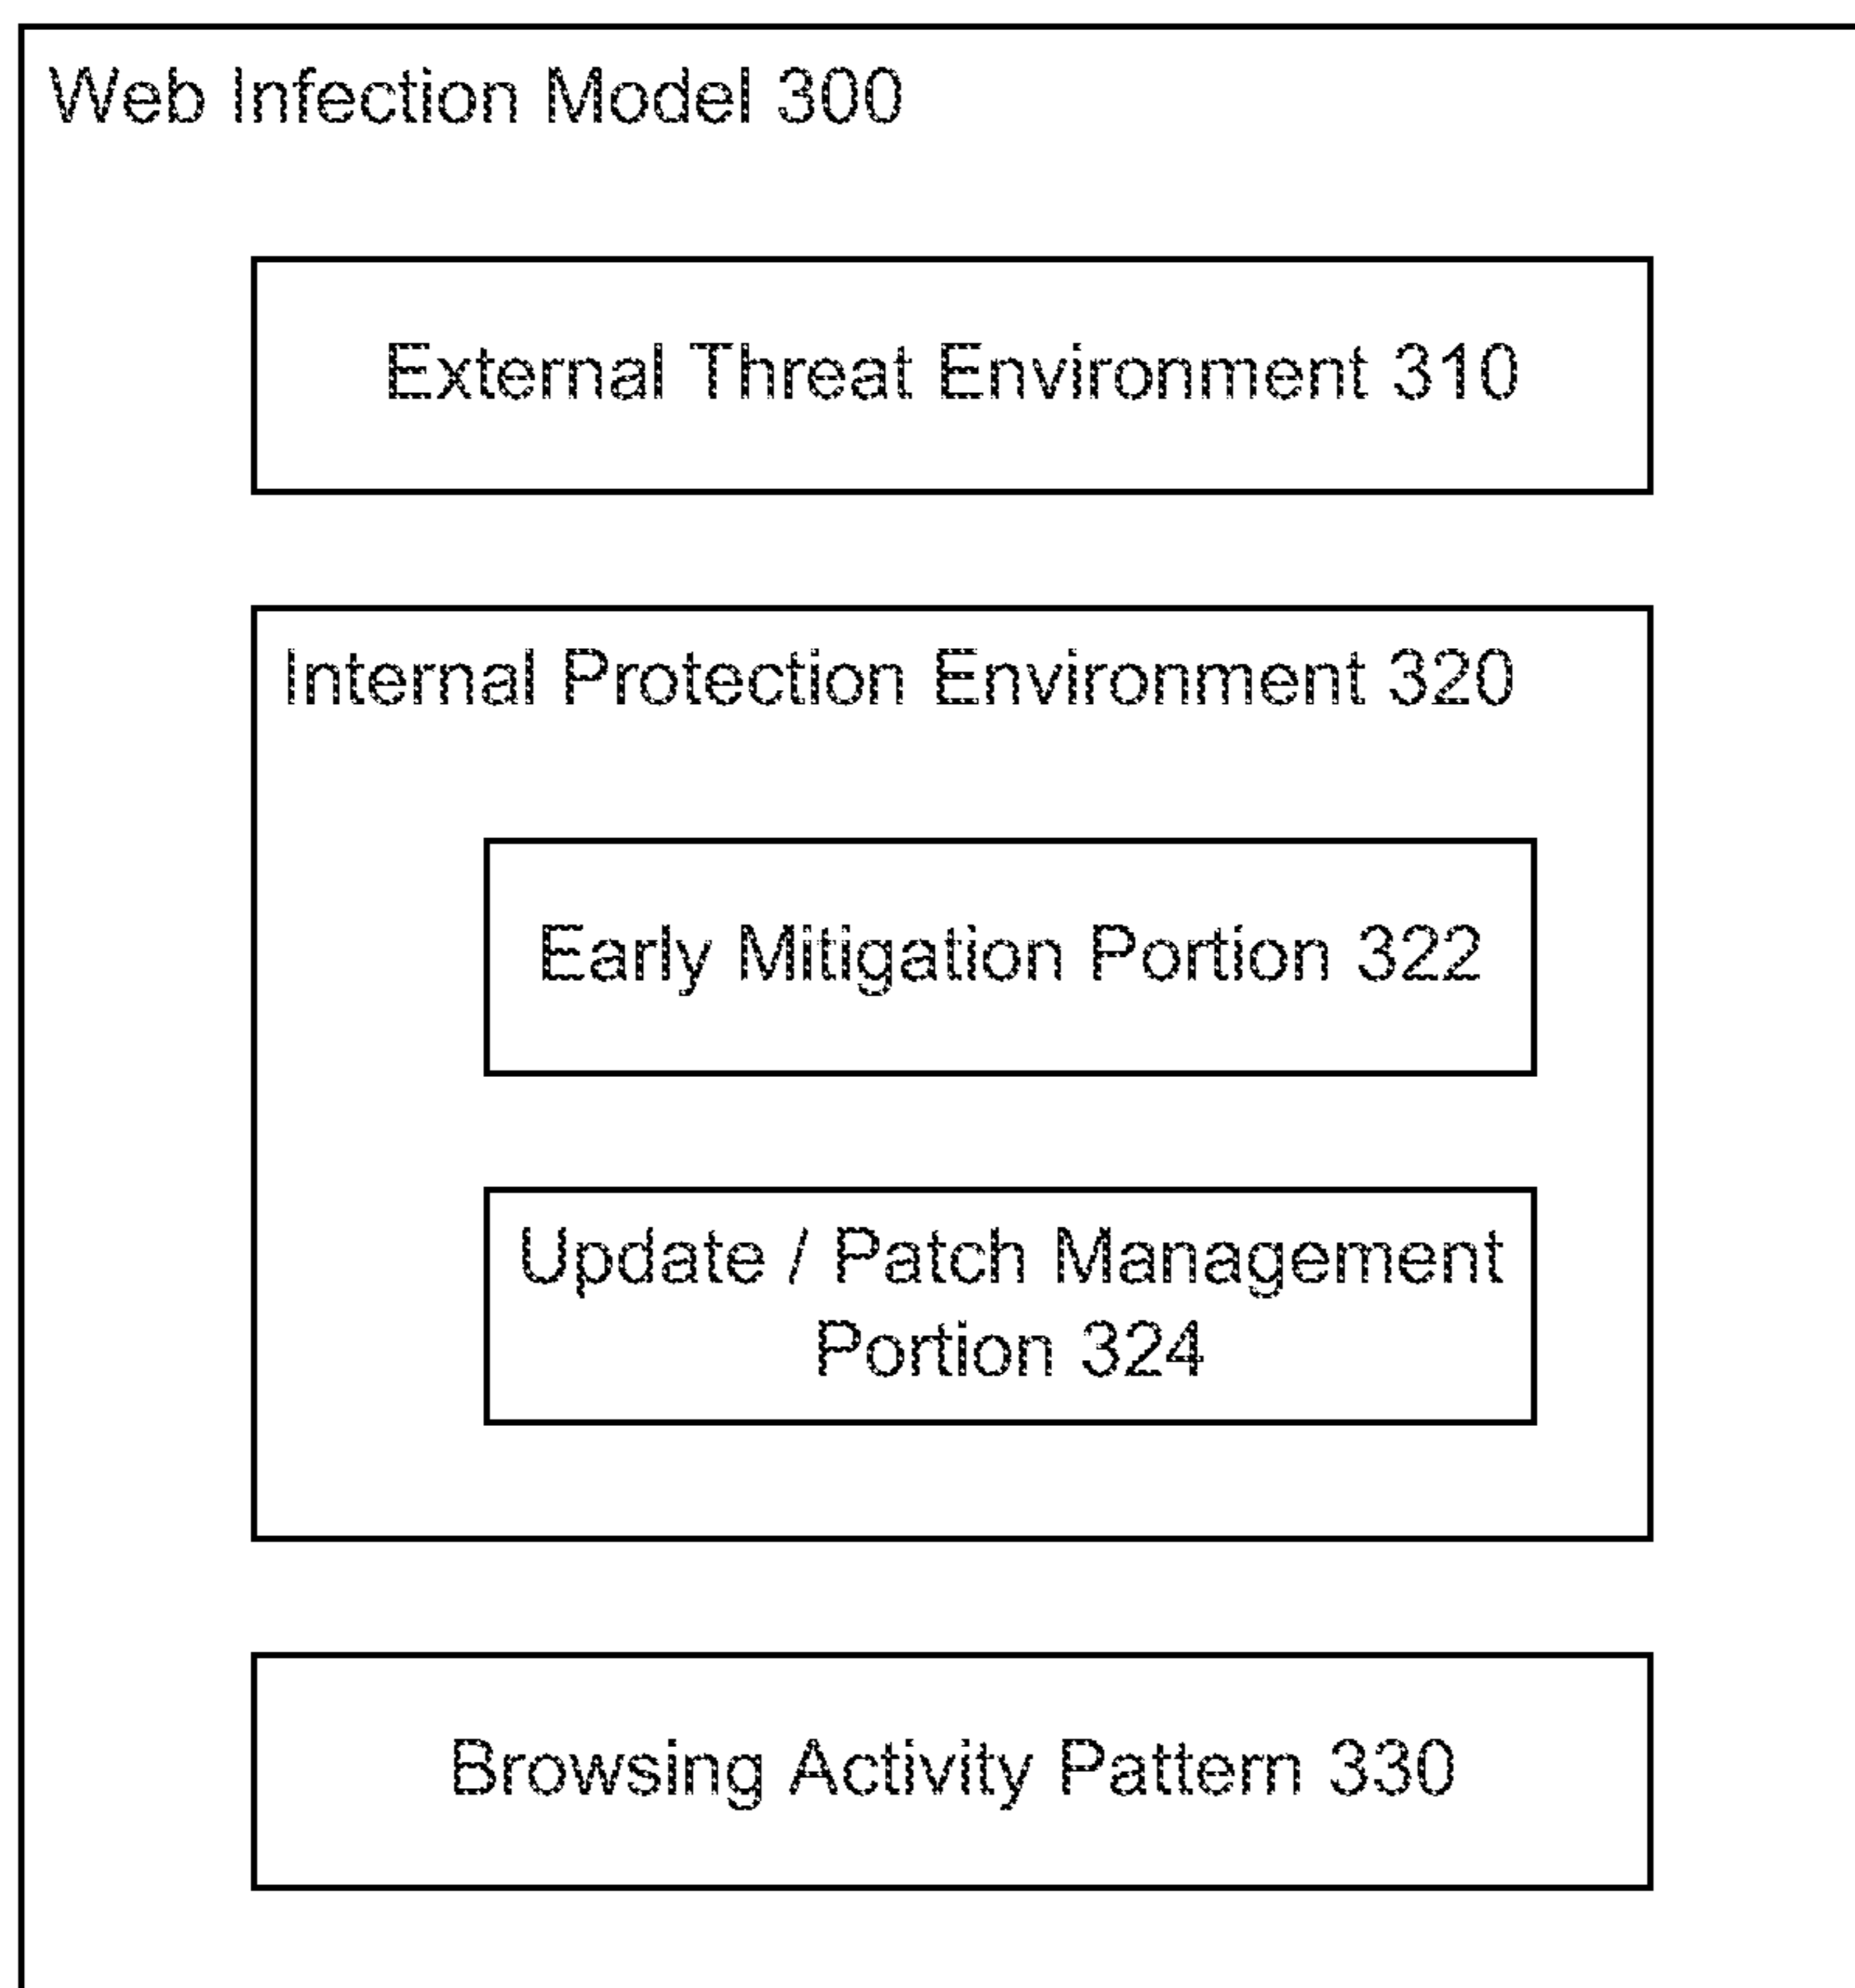 Web Infection Model 300
External Threat Environment 310
Internal Protection Environment 320
Early Mitigation Portion 322
Update / Patch Management
Portion 324
Browsing Activity Pattern 330